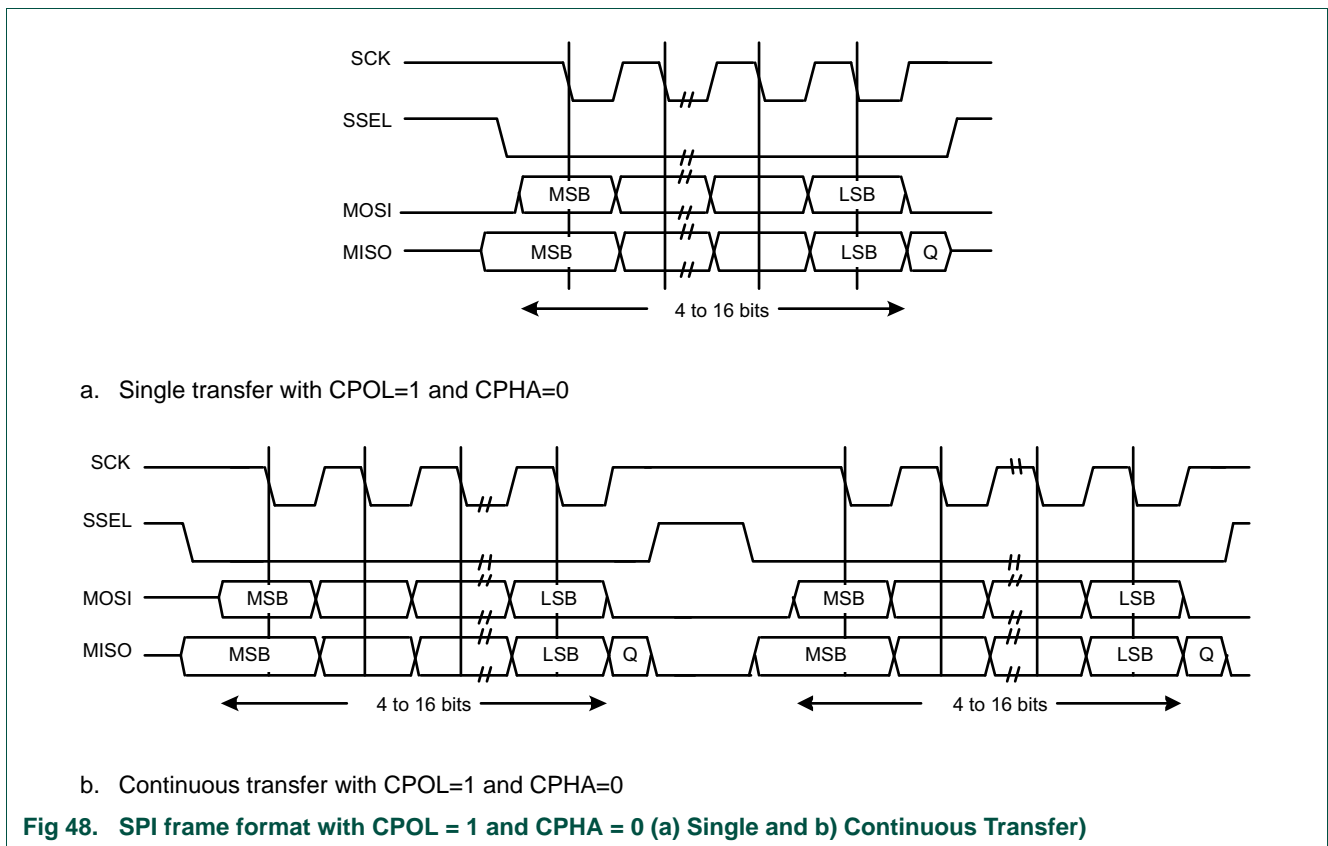 SCK
SSEL
MSB LSB
MOSI
MISO MSB LSB Q
4 to 16 bits
a. Single transfer with CPOL=1 and CPHA=0
SCK
SSEL
MOSI MSB LSB MSB LSB
MISO MSB LSB Q MSB LSB Q
4 to 16 bits 4 to 16 bits
b. Continuous transfer with CPOL=1 and CPHA=0
Fig 48. SPI frame format with CPOL = 1 and CPHA = 0 (a) Single and b) Continuous Transfer)